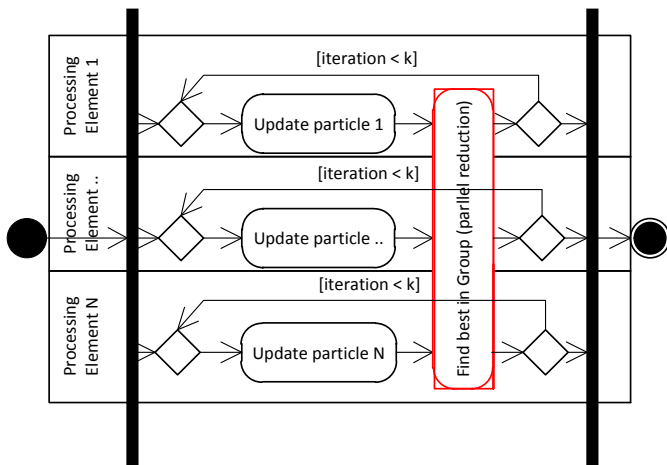 Processing
Element 1
[iteration < k]
Update particle 1
Processing
Element ..
[iteration < k]
Update particle ..
Find best in Group (parllel reduction)
Processing
Element N
[iteration < k]
Update particle N